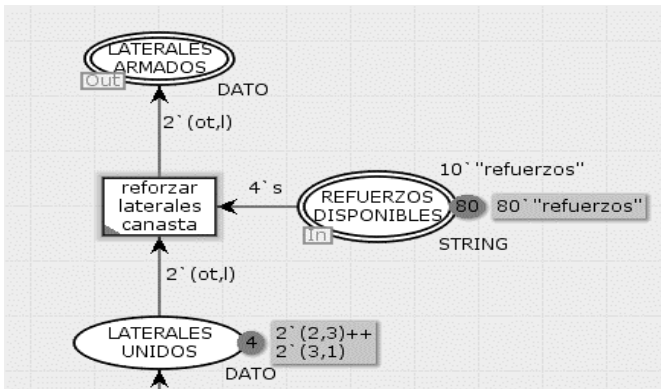 LATERALES
ARMADOS
Out
DATO
2`(ot,l)
10`"refuerzos"
reforzar
laterales
canasta
4`s
REFUERZOS
DISPONIBLES
80
80`"refuerzos"
In
STRING
2`(ot,l)
LATERALES
UNIDOS
4
2`(2,3)++
2`(3,1)
DATO